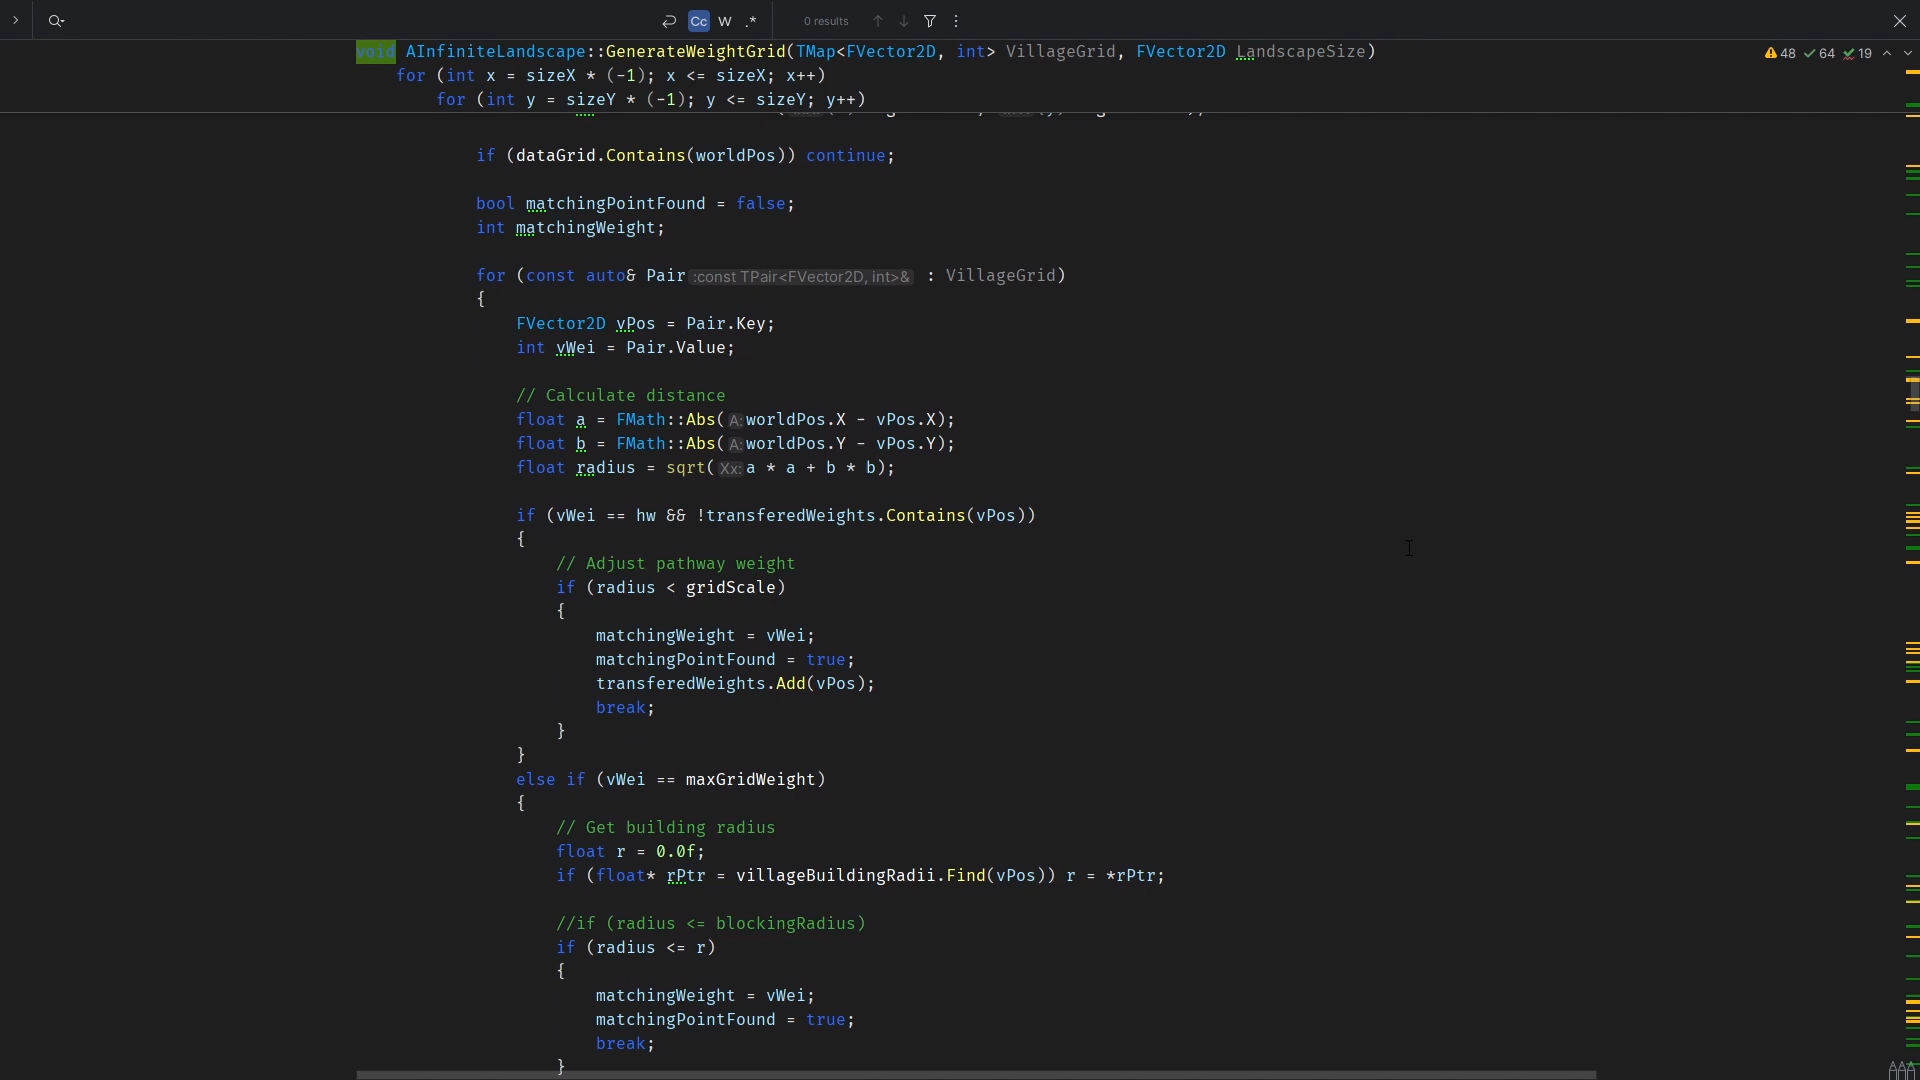 Cc W .* 0 results
void AInfiniteLandscape::GenerateWeightGrid(TMap<FVector2D, int> VillageGrid, FVector2D LandscapeSize)
48 64 19
for (int x = sizeX * (-1); x <= sizeX; x++)
for (int y = sizeY * (-1); y <= sizeY; y++)
if (dataGrid.Contains(worldPos)) continue;
bool matchingPointFound = false;
int matchingWeight;
for (const auto& Pair :const TPair<FVector2D, int>& : VillageGrid)
{
FVector2D vPos = Pair.Key;
int vWei = Pair.Value;
// Calculate distance
float a = FMath::Abs( A: worldPos.X - vPos.X);
float b = FMath::Abs( A: worldPos.Y - vPos.Y);
float radius = sqrt( Xx: a * a + b * b);
if (vWei == hw && !transferedWeights.Contains(vPos))
{
// Adjust pathway weight
if (radius < gridScale)
{
matchingWeight = vWei;
matchingPointFound = true;
transferedWeights.Add(vPos);
break;
}
}
else if (vWei == maxGridWeight)
{
// Get building radius
float r = 0.0f;
if (float* rPtr = villageBuildingRadii.Find(vPos)) r = *rPtr;
//if (radius <= blockingRadius)
if (radius <= r)
{
matchingWeight = vWei;
matchingPointFound = true;
break;
}